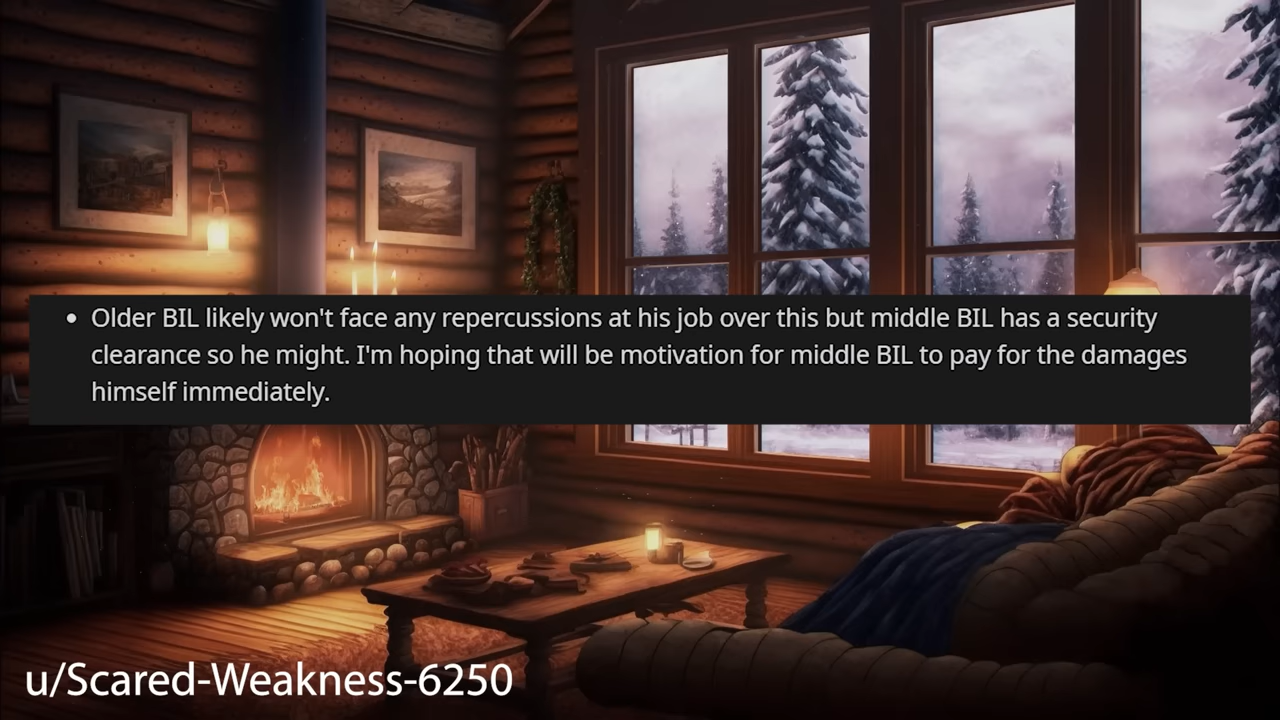 • Older BIL likely won't face any repercussions at his job over this but middle BIL has a security
clearance so he might. I'm hoping that will be motivation for middle BIL to pay for the damages
himself immediately.
u/Scared-Weakness-6250